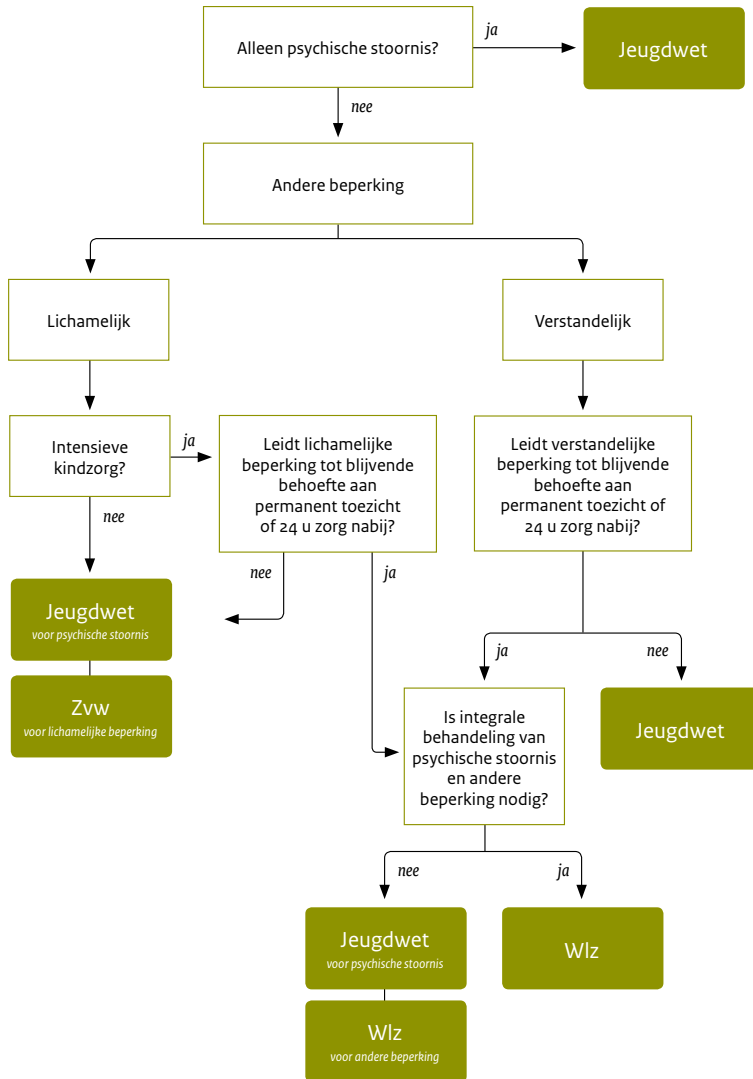 Alleen psychische stoornis?
ja
Jeugdwet
nee
Andere beperking
Lichamelijk
Verstandelijk
Intensieve
kindzorg?
ja
Leidt lichamelijke
beperking tot blijvende
behoefte aan
permanent toezicht
of 24 u zorg nabij?
Leidt verstandelijke
beperking tot blijvende
behoefte aan
permanent toezicht of
24 u zorg nabij?
nee
nee
ja
Jeugdwet
voor psychische stoornis
Zvw
voor lichamelijke beperking
ja
nee
Is integrale
behandeling van
psychische stoornis
en andere
beperking nodig?
Jeugdwet
nee
ja
Jeugdwet
voor psychische stoornis
Wlz
Wlz
voor andere beperking